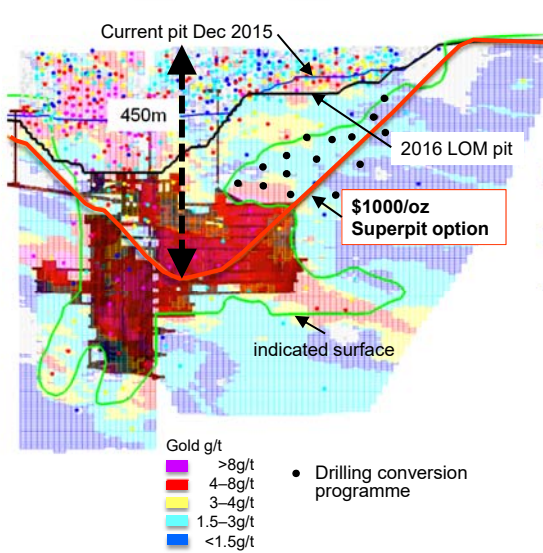 Current pit Dec 2015
450m
2016 LOM pit
$1000/oz
Superpit option
indicated surface
Gold g/t
>8g/t
4–8g/t
3–4g/t
1.5–3g/t
<1.5g/t
Drilling conversion
programme